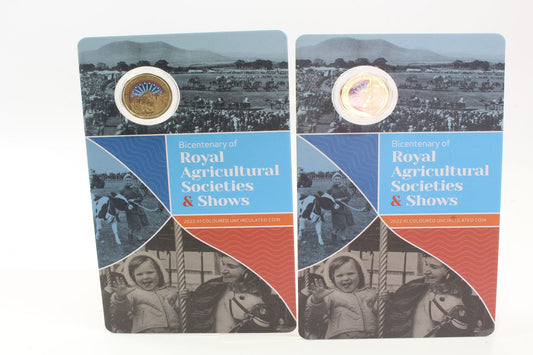 Bicentenary of
Royal
Agricultural
Societies
& Shows
2022 $1 COLOURED UNCIRCULATED COIN
Bicentenary of
Royal
Agricultural
Societies
& Shows
2022 $1 COLOURED UNCIRCULATED COIN